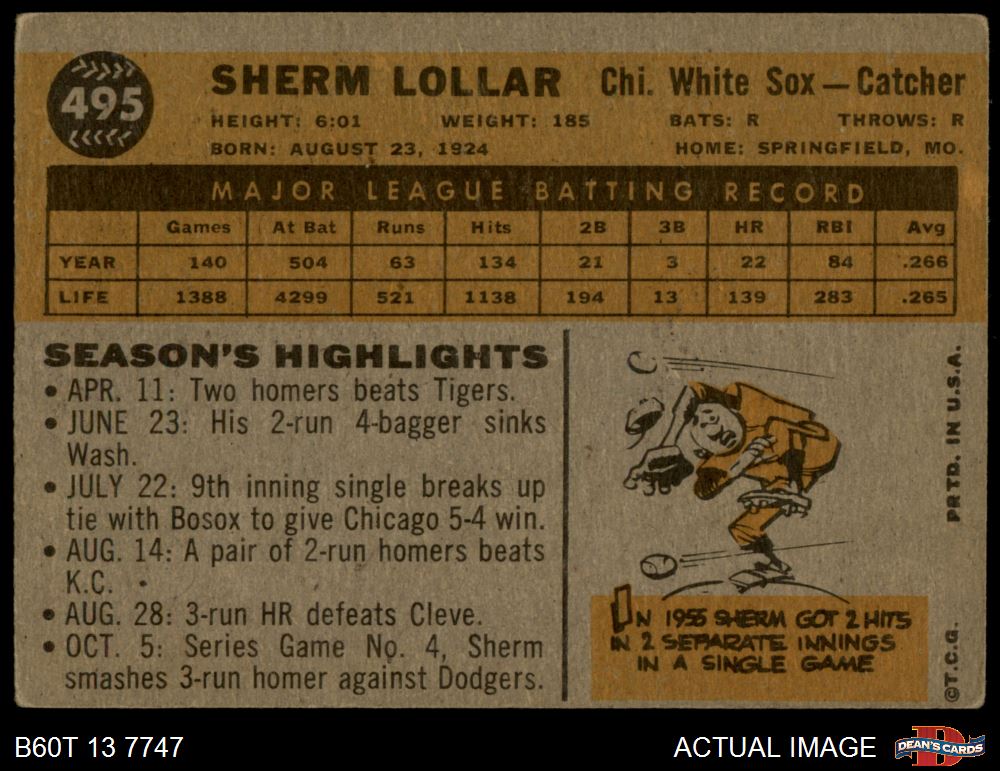 495
SHERM LOLLAR Chi. White Sox — Catcher
HEIGHT: 6:01 WEIGHT: 185 BATS: R THROWS: R
BORN: AUGUST 23, 1924 HOME: SPRINGFIELD, MO.
MAJOR LEAGUE BATTING RECORD
Games At Bat Runs Hits 2B 3B HR RBI Avg
YEAR 140 504 63 134 21 3 22 84 .266
LIFE 1388 4299 521 1138 194 13 139 283 .265
SEASON'S HIGHLIGHTS
• APR. 11: Two homers beats Tigers.
• JUNE 23: His 2-run 4-bagger sinks
Wash.
• JULY 22: 9th inning single breaks up
tie with Bosox to give Chicago 5-4 win.
• AUG. 14: A pair of 2-run homers beats
K.C.
• AUG. 28: 3-run HR defeats Cleve.
• OCT. 5: Series Game No. 4, Sherm
smashes 3-run homer against Dodgers.
IN 1955 SHERM GOT 2 HITS
IN 2 SEPARATE INNINGS
IN A SINGLE GAME
©T.C.G. PRTD. IN U.S.A.
B60T 13 7747 ACTUAL IMAGE
D
DEAN'S CARDS